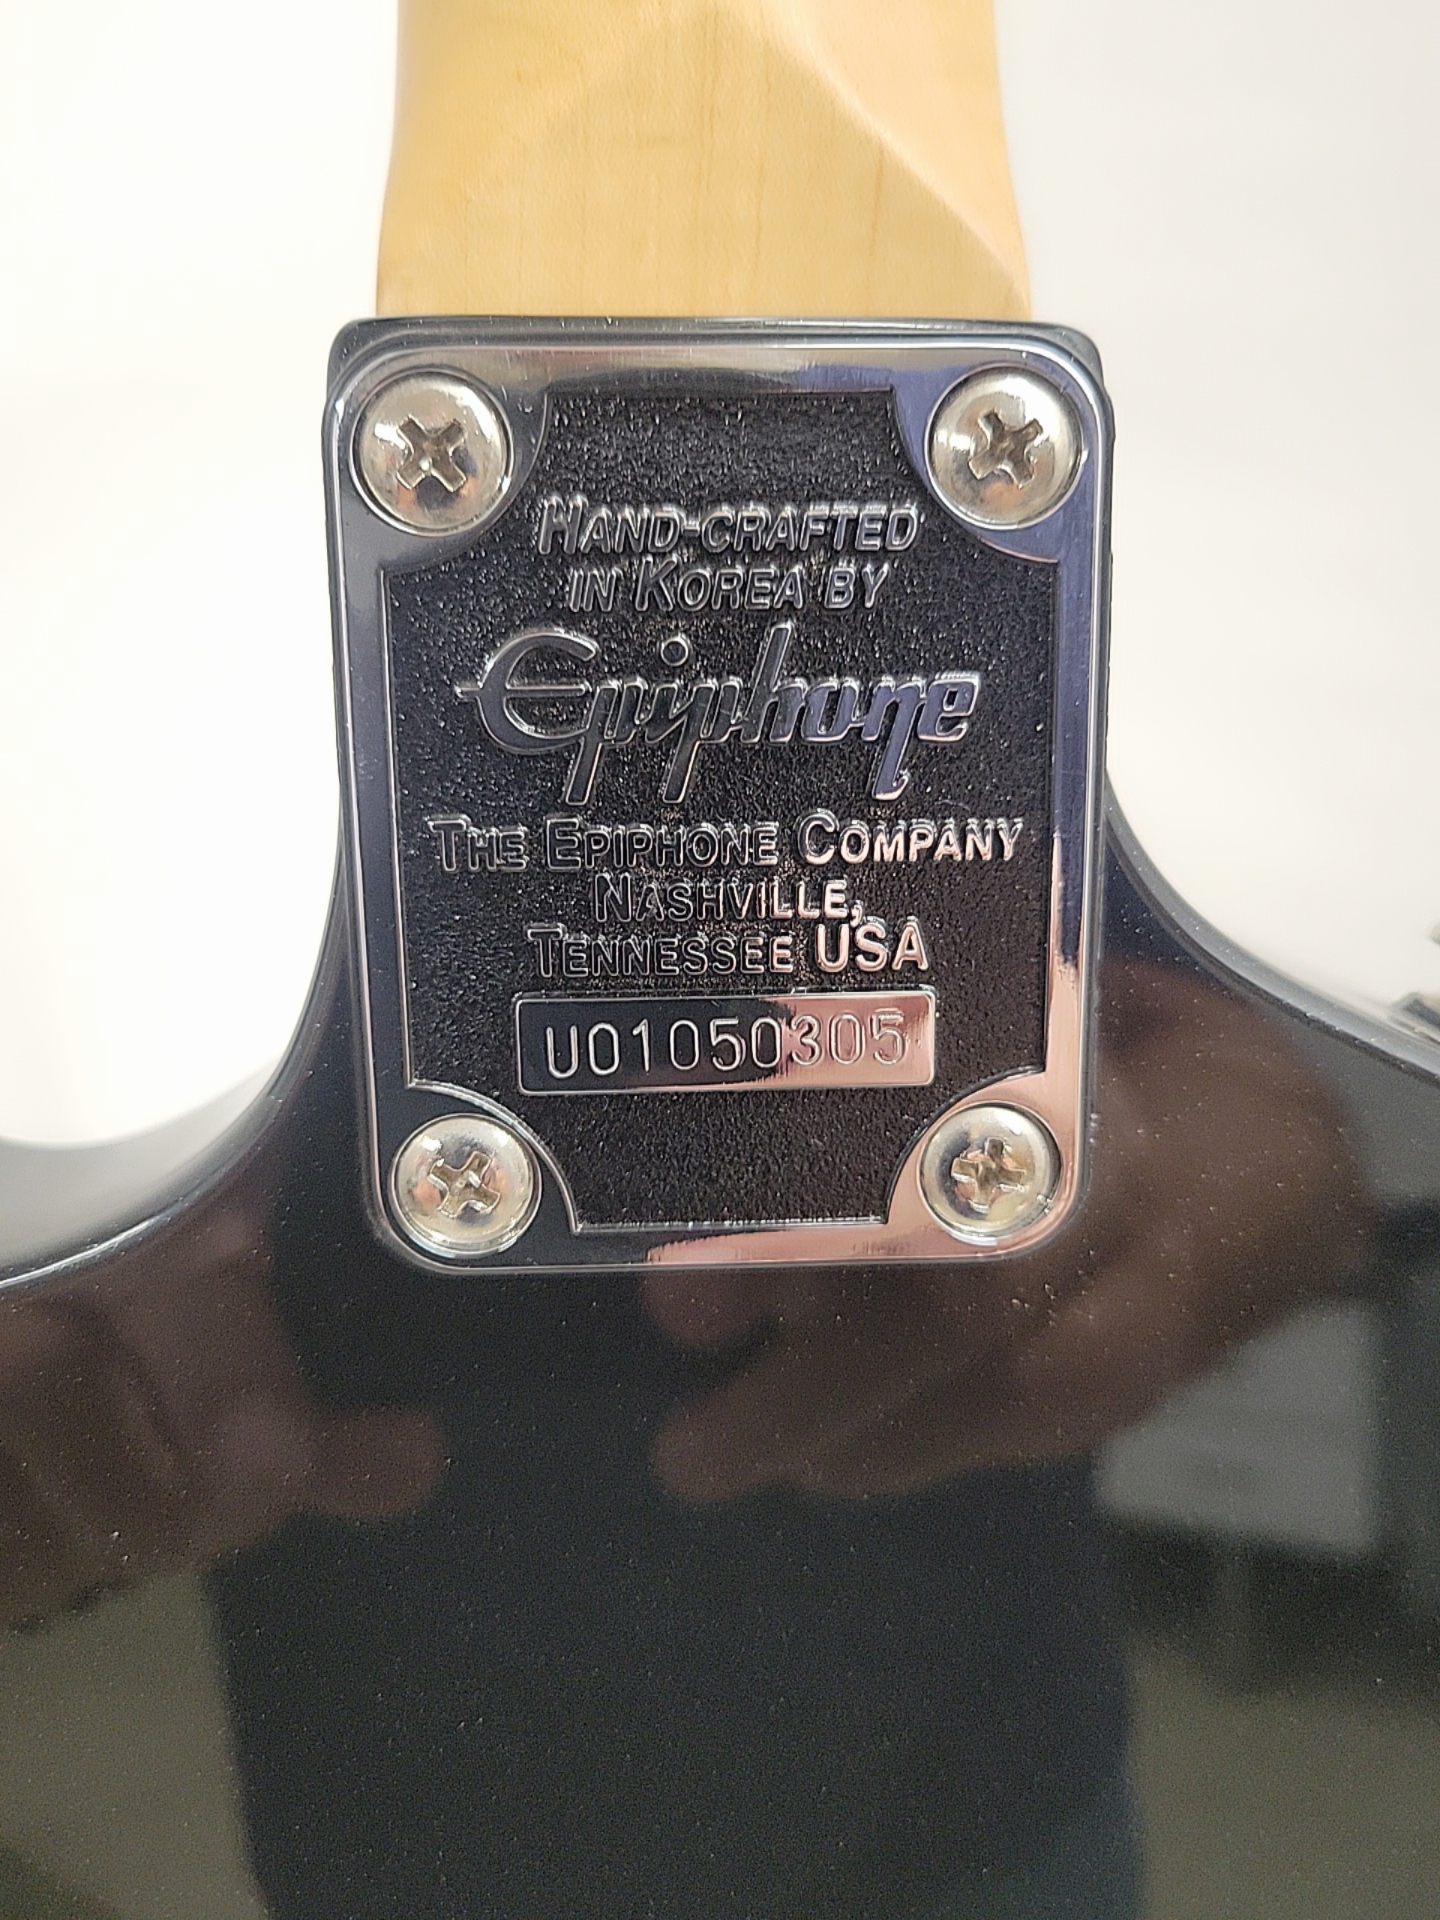 HAND-CRAFTED
IN KOREA BY
Epiphone
THE EPIPHONE COMPANY
NASHVILLE,
TENNESSEE USA
U01050305